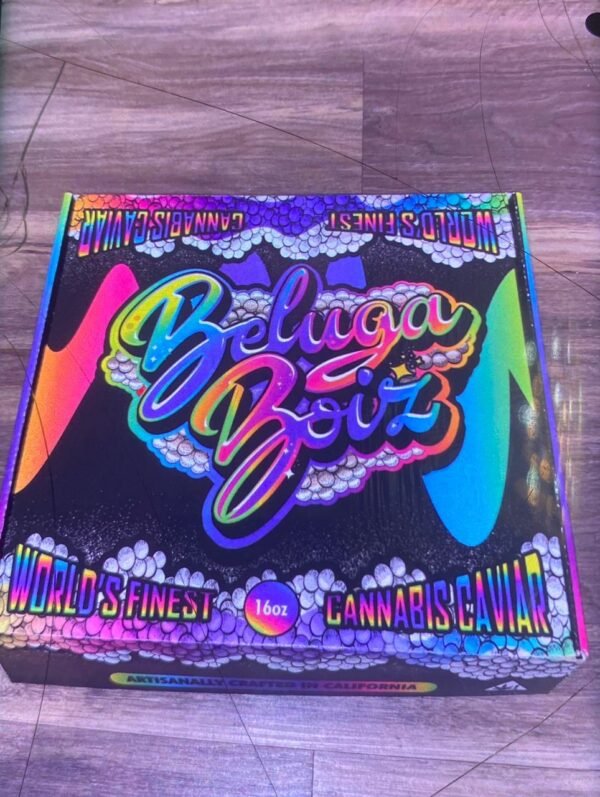 CANNABIS CAVIAR
WORLD'S FINEST
Beluga
Boiz
WORLD'S FINEST
16oz
CANNABIS CAVIAR
ARTISANALLY CRAFTED IN CALIFORNIA